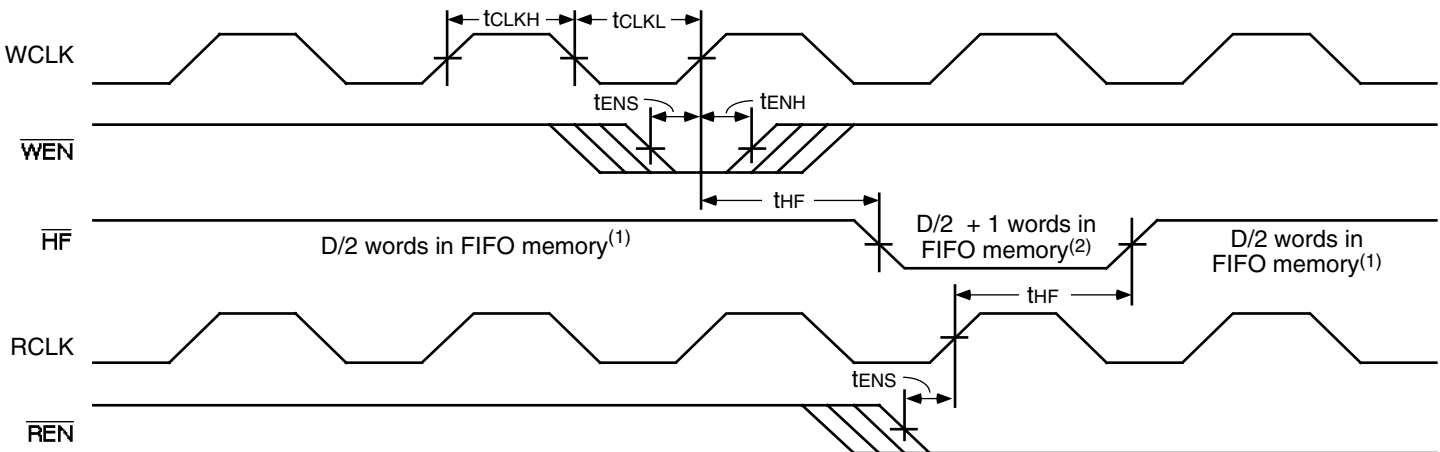 tCLKH tCLKL
WCLK
tENS tENH
WEN
tHF
HF
D/2 words in FIFO memory(1)
D/2 + 1 words in
FIFO memory(2)
D/2 words in
FIFO memory(1)
tHF
RCLK
tENS
REN